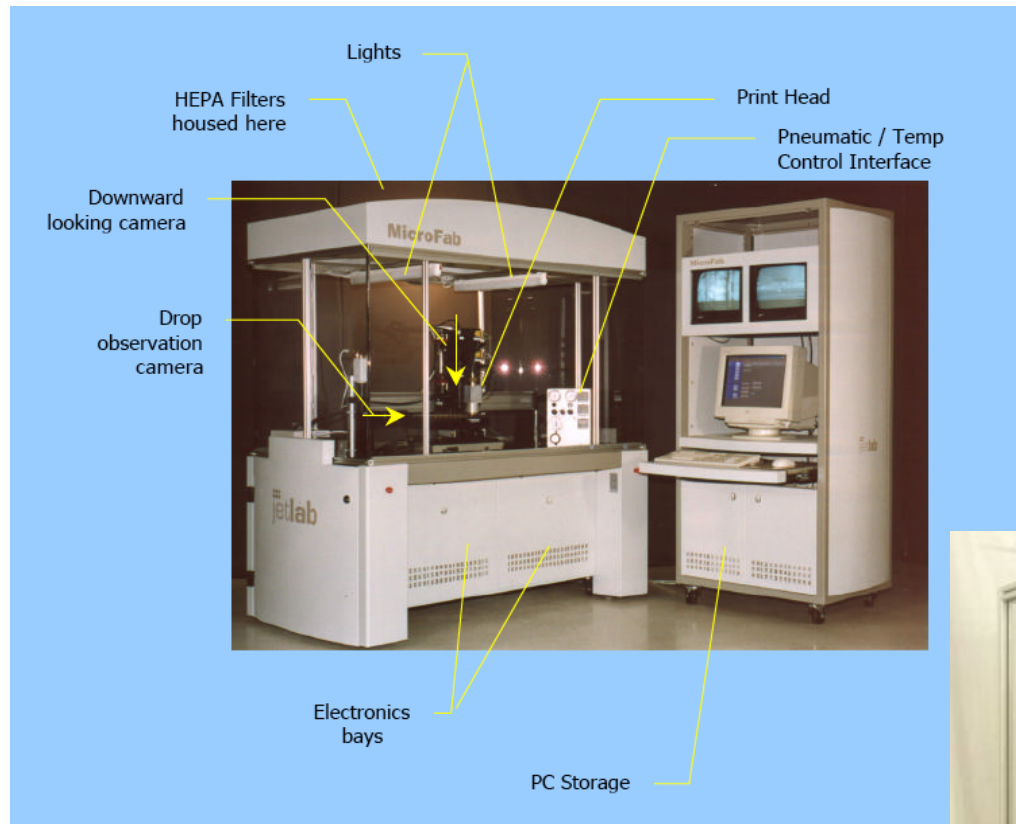 Lights
HEPA Filters
housed here
Print Head
Pneumatic / Temp
Control Interface
Downward
looking camera
MicroFab
MicroFab
Drop
observation
camera
jetlab
jetlab
Electronics
bays
PC Storage